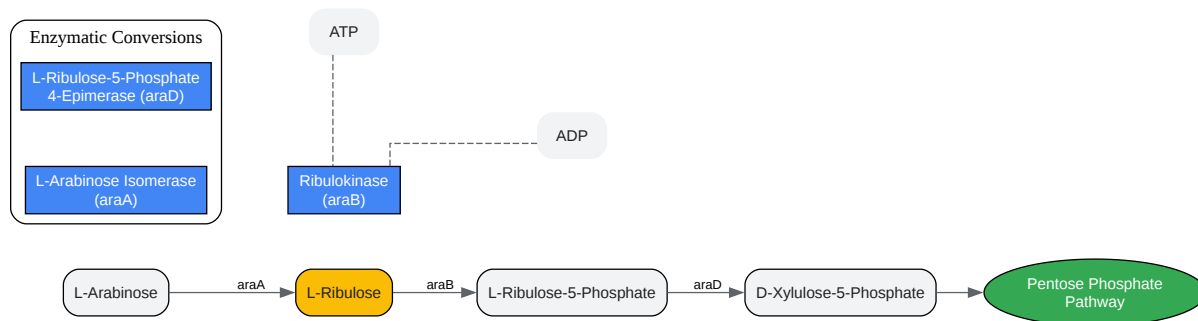 Enzymatic Conversions
L-Ribulose-5-Phosphate
4-Epimerase (araD)
L-Arabinose Isomerase
(araA)
ATP
ADP
Ribulokinase
(araB)
L-Arabinose
araA
L-Ribulose
araB
L-Ribulose-5-Phosphate
araD
D-Xylulose-5-Phosphate
Pentose Phosphate
Pathway